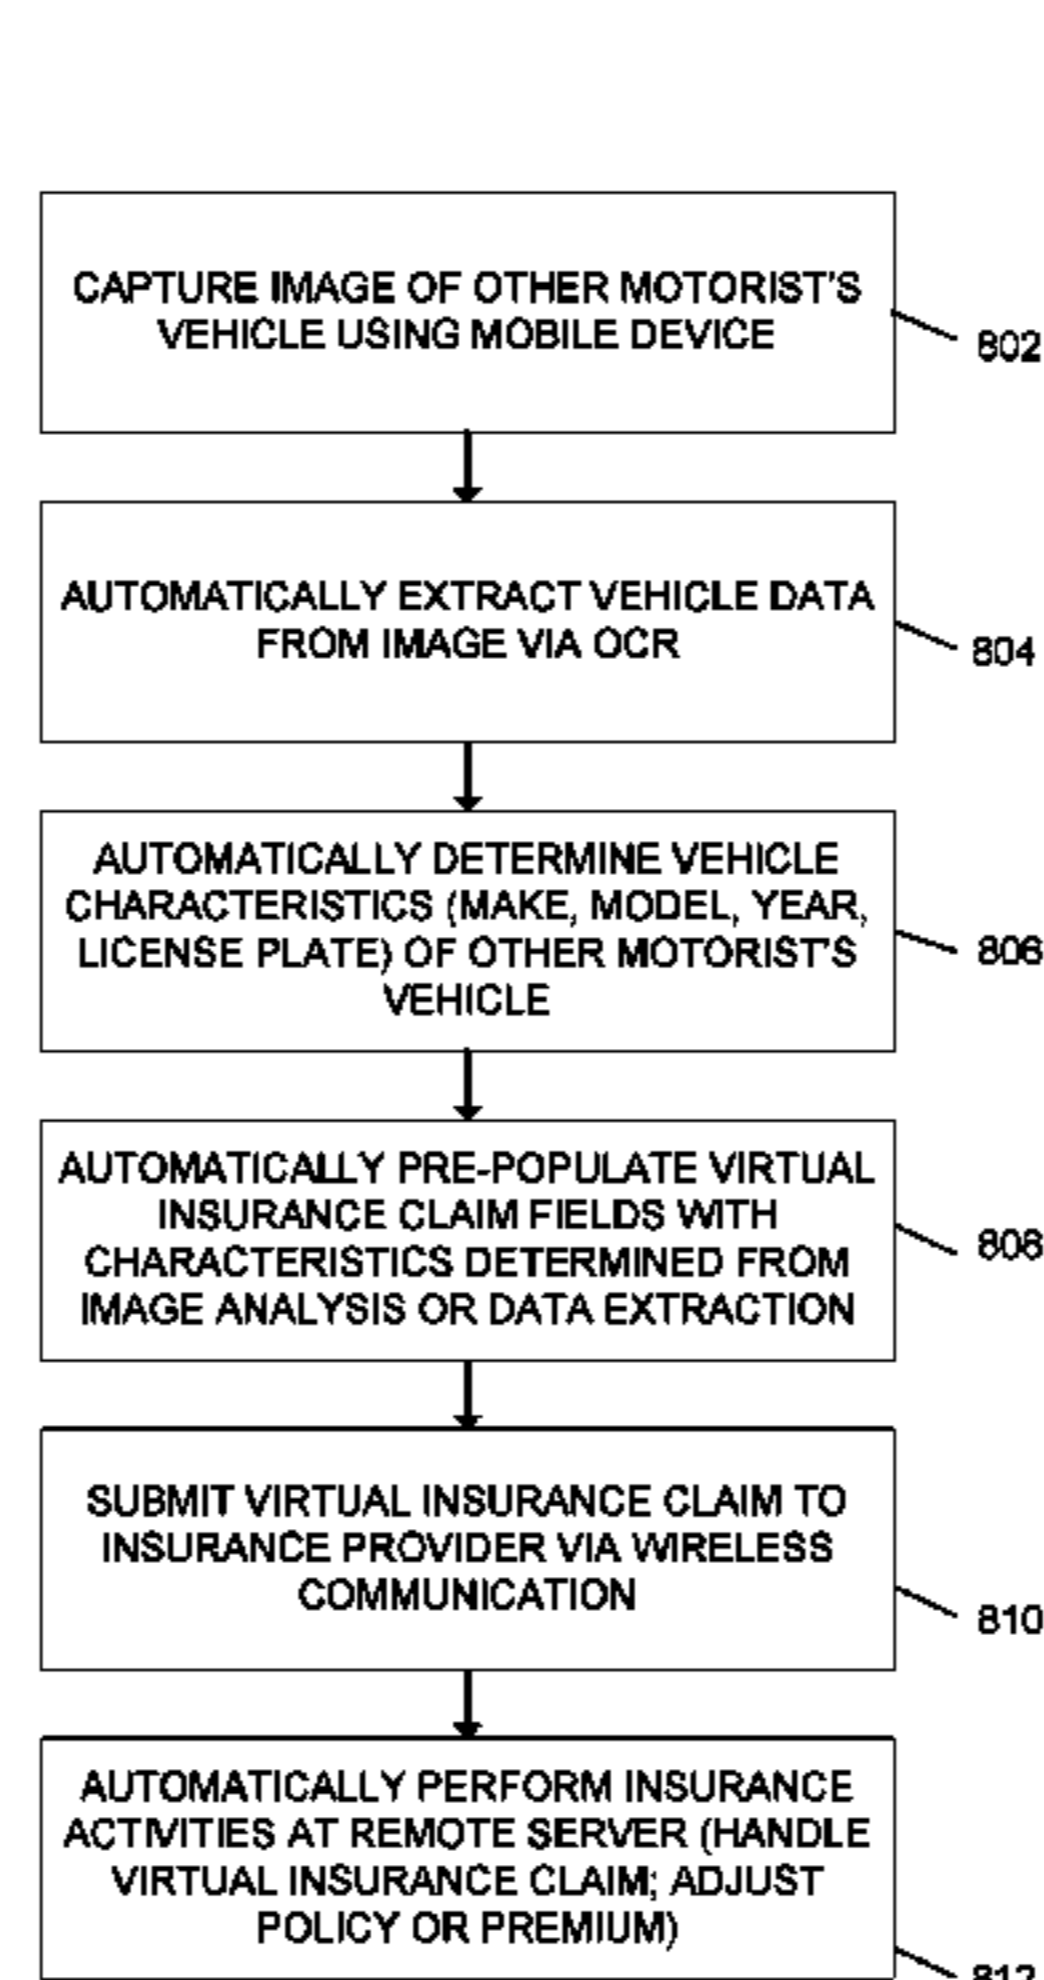 CAPTURE IMAGE OF OTHER MOTORIST'S
VEHICLE USING MOBILE DEVICE
802
AUTOMATICALLY EXTRACT VEHICLE DATA
FROM IMAGE VIA OCR
804
AUTOMATICALLY DETERMINE VEHICLE
CHARACTERISTICS (MAKE, MODEL, YEAR,
LICENSE PLATE) OF OTHER MOTORIST'S
VEHICLE
806
AUTOMATICALLY PRE-POPULATE VIRTUAL
INSURANCE CLAIM FIELDS WITH
CHARACTERISTICS DETERMINED FROM
IMAGE ANALYSIS OR DATA EXTRACTION
808
SUBMIT VIRTUAL INSURANCE CLAIM TO
INSURANCE PROVIDER VIA WIRELESS
COMMUNICATION
810
AUTOMATICALLY PERFORM INSURANCE
ACTIVITIES AT REMOTE SERVER (HANDLE
VIRTUAL INSURANCE CLAIM; ADJUST
POLICY OR PREMIUM)
812